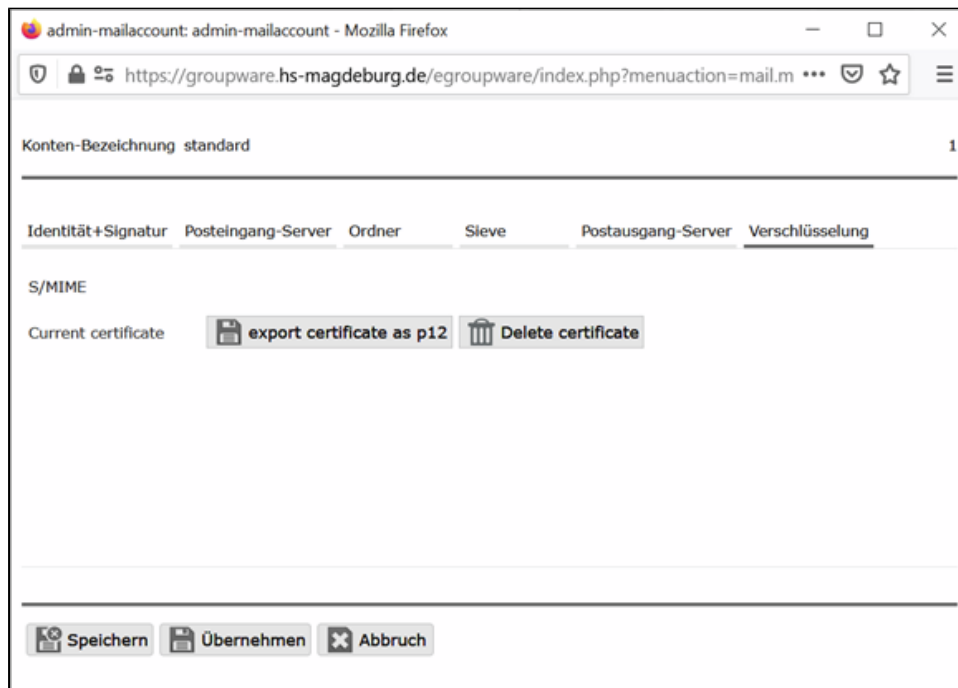 admin-mailaccount: admin-mailaccount - Mozilla Firefox
https://groupware.hs-magdeburg.de/egroupware/index.php?menuaction=mail.m
Konten-Bezeichnung standard 1
Identität+Signatur Posteingang-Server Ordner Sieve Postausgang-Server Verschlüsselung
S/MIME
Current certificate export certificate as p12 Delete certificate
Speichern Übernehmen Abbruch